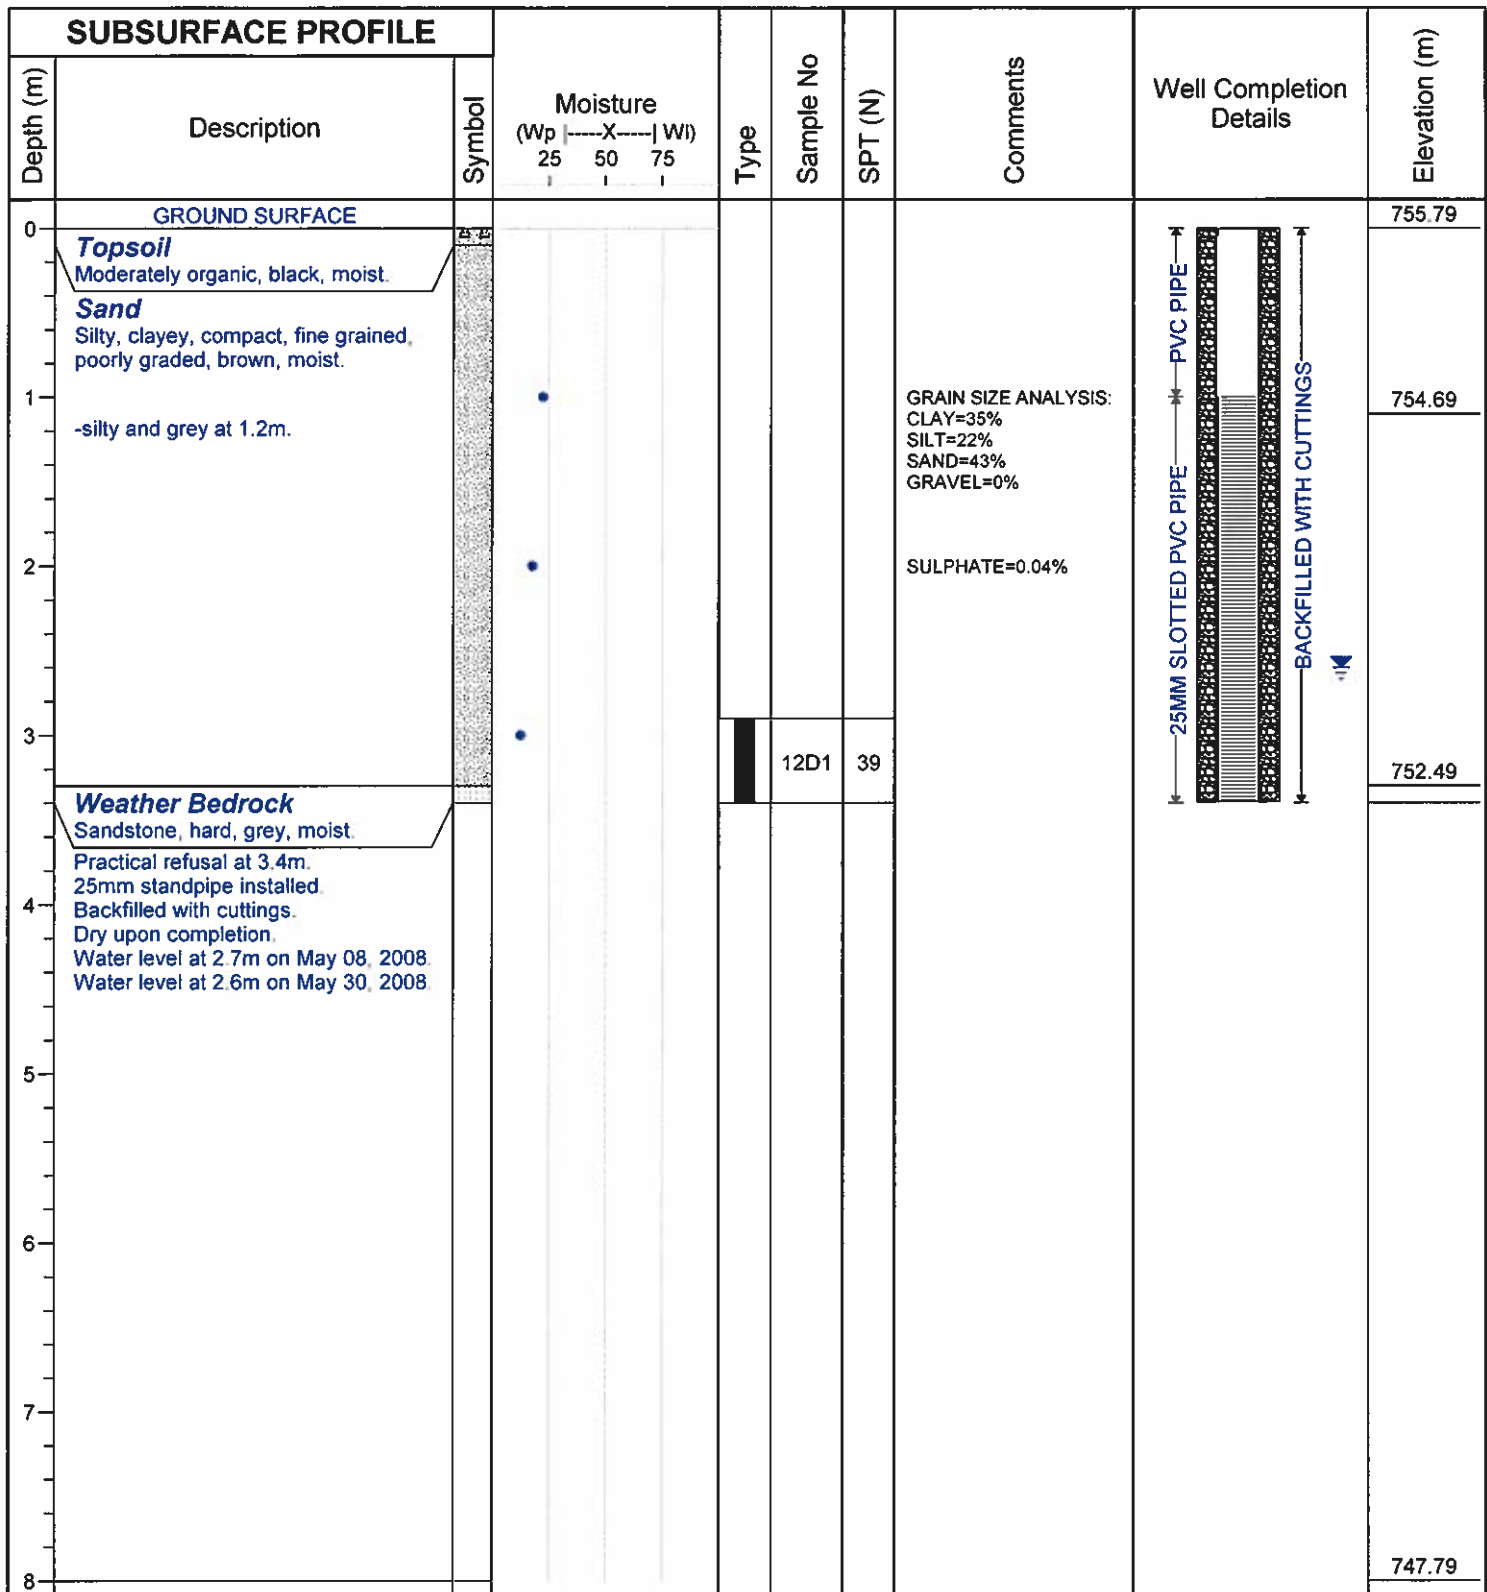 SUBSURFACE PROFILE
Depth (m)
Description
Symbol
Moisture
(Wp |-----X-----| Wl)
25 50 75
Type
Sample No
SPT (N)
Comments
Well Completion
Details
Elevation (m)
GROUND SURFACE
755.79
0
Topsoil
Moderately organic, black, moist.
Sand
Silty, clayey, compact, fine grained,
poorly graded, brown, moist.
1
-silty and grey at 1.2m.
GRAIN SIZE ANALYSIS:
CLAY=35%
SILT=22%
SAND=43%
GRAVEL=0%
754.69
PVC PIPE
25MM SLOTTED PVC PIPE
BACKFILLED WITH CUTTINGS
2
SULPHATE=0.04%
3
12D1
39
752.49
Weather Bedrock
Sandstone, hard, grey, moist.
Practical refusal at 3.4m.
25mm standpipe installed.
4
Backfilled with cuttings.
Dry upon completion.
Water level at 2.7m on May 08, 2008.
Water level at 2.6m on May 30, 2008.
5
6
7
8
747.79